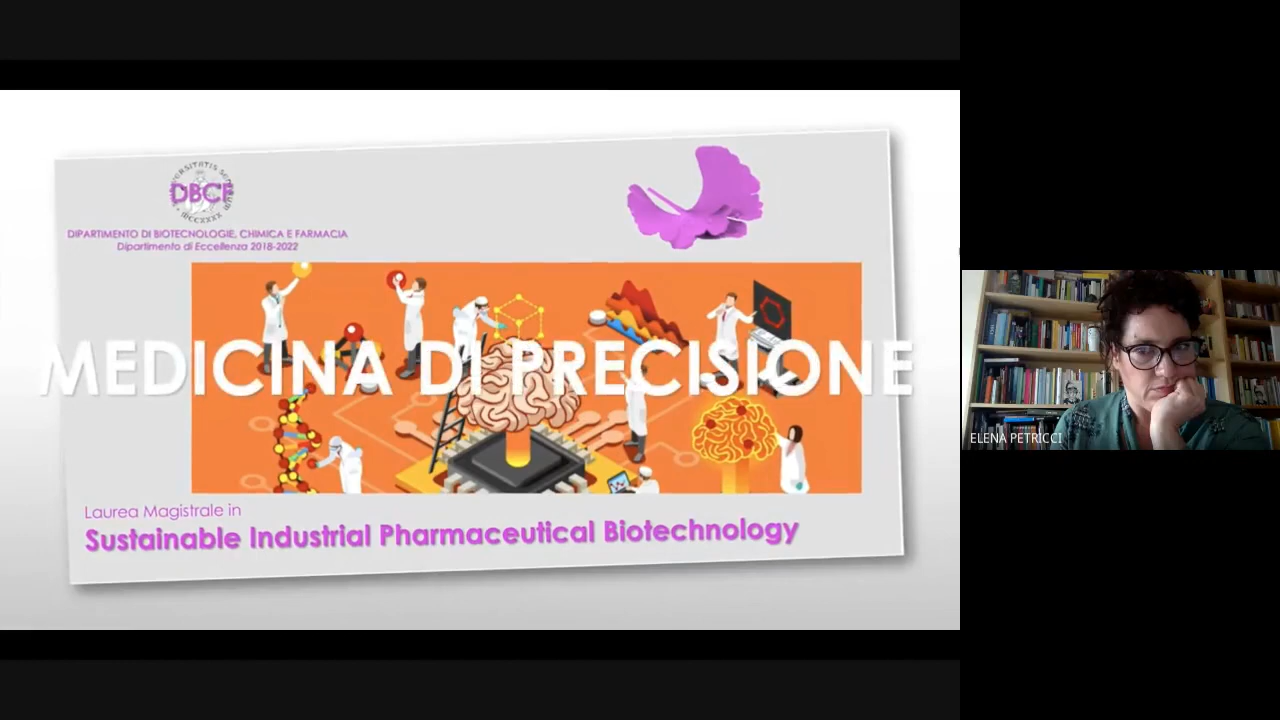 DBCF
DIPARTIMENTO DI BIOTECNOLOGIE, CHIMICA E FARMACIA
Dipartimento di Eccellenza 2018-2022
MEDICINA DI PRECISIONE
Laurea Magistrale in
Sustainable Industrial Pharmaceutical Biotechnology
ELENA PETRICCI